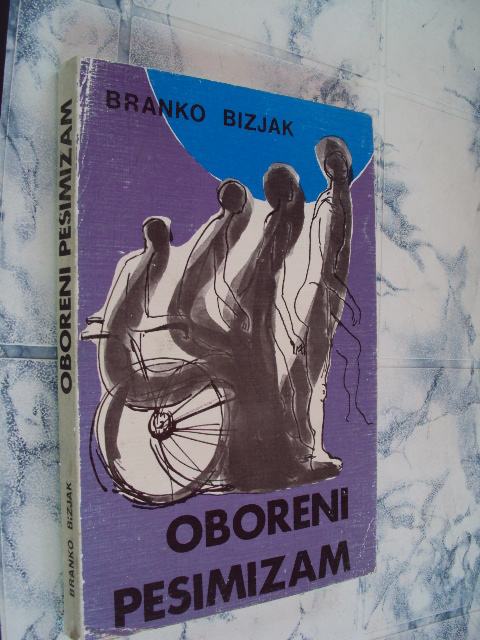 BRANKO BIZJAK
OBORENI
PESIMIZAM
OBORENI PESIMIZAM
BRANKO BIZJAK